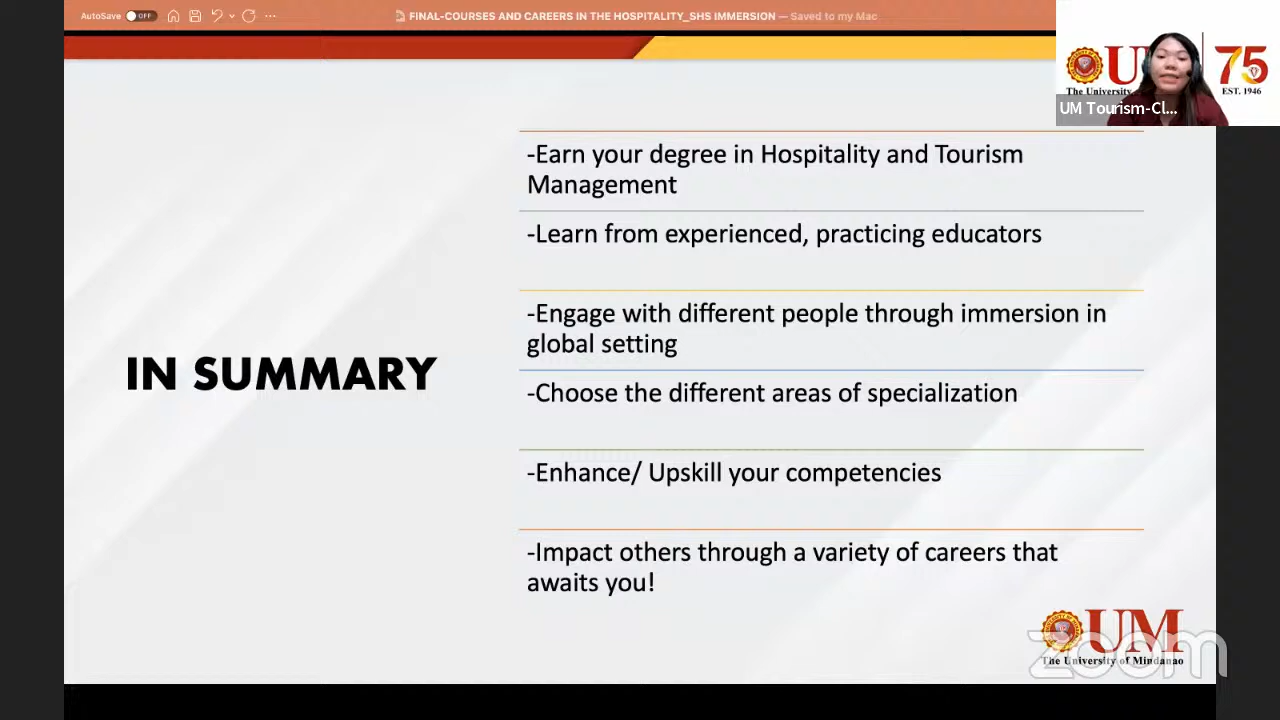 AutoSave OFF
FINAL-COURSES AND CAREERS IN THE HOSPITALITY_SHS IMMERSION — Saved to my Mac
75
The University
EST. 1946
UM Tourism-Cl...
-Earn your degree in Hospitality and Tourism
Management
-Learn from experienced, practicing educators
-Engage with different people through immersion in
global setting
IN SUMMARY
-Choose the different areas of specialization
-Enhance/ Upskill your competencies
-Impact others through a variety of careers that
awaits you!
UM
The University of Mindanao
zoom